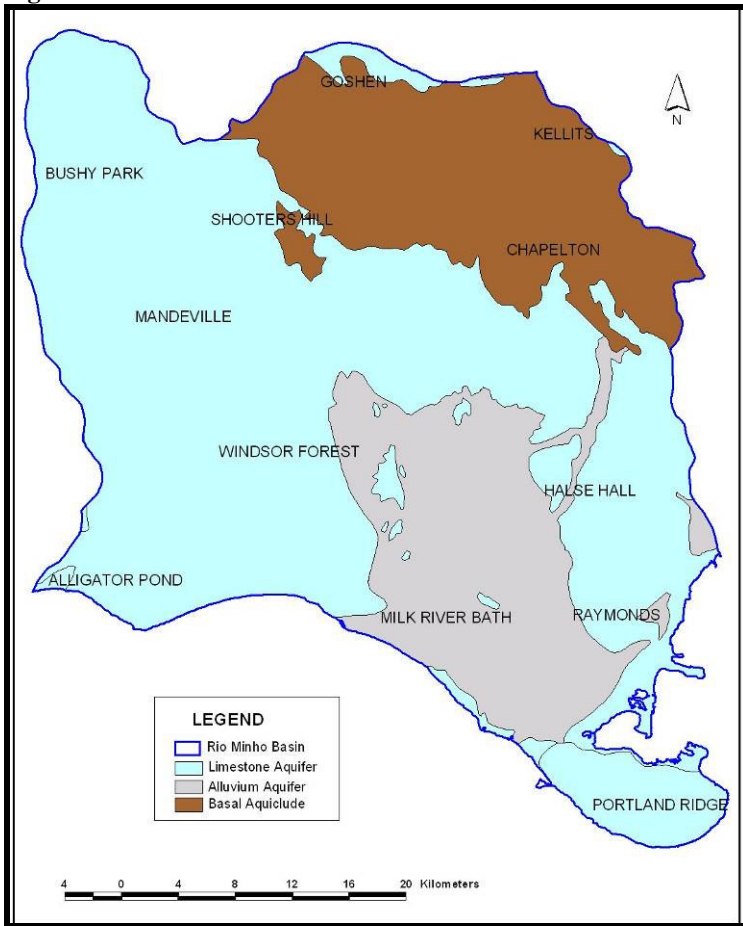 GOSHEN
N
KELLITS
BUSHY PARK
SHOOTERS HILL
CHAPELTON
MANDEVILLE
WINDSOR FOREST
HALSE HALL
ALLIGATOR POND
MILK RIVER BATH
RAYMONDS
LEGEND
Rio Minho Basin
Limestone Aquifer
Alluvium Aquifer
Basal Aquiclude
PORTLAND RIDGE
4 0 4 8 12 16 20 Kilometers